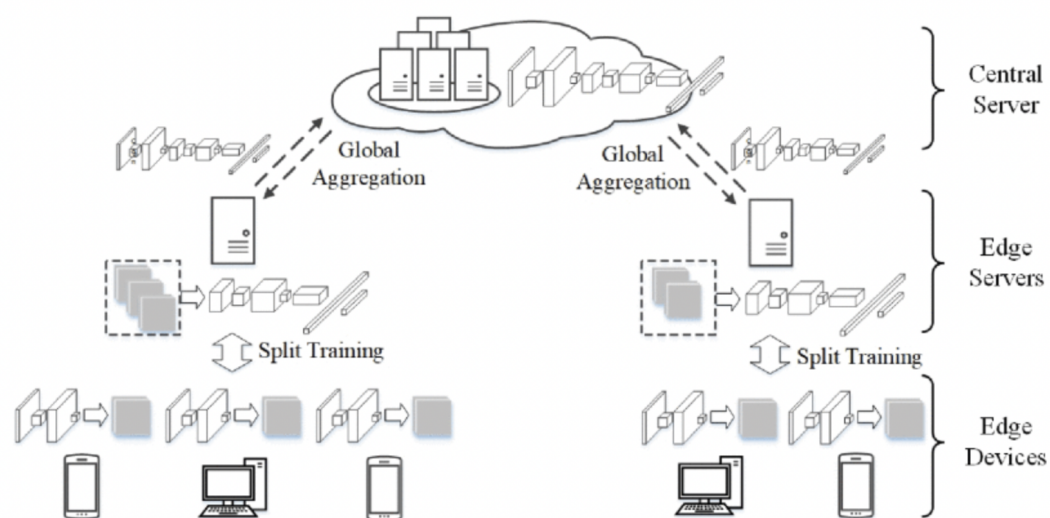 Central
Server
Global
Aggregation
Global
Aggregation
Edge
Servers
Split Training
Split Training
Edge
Devices